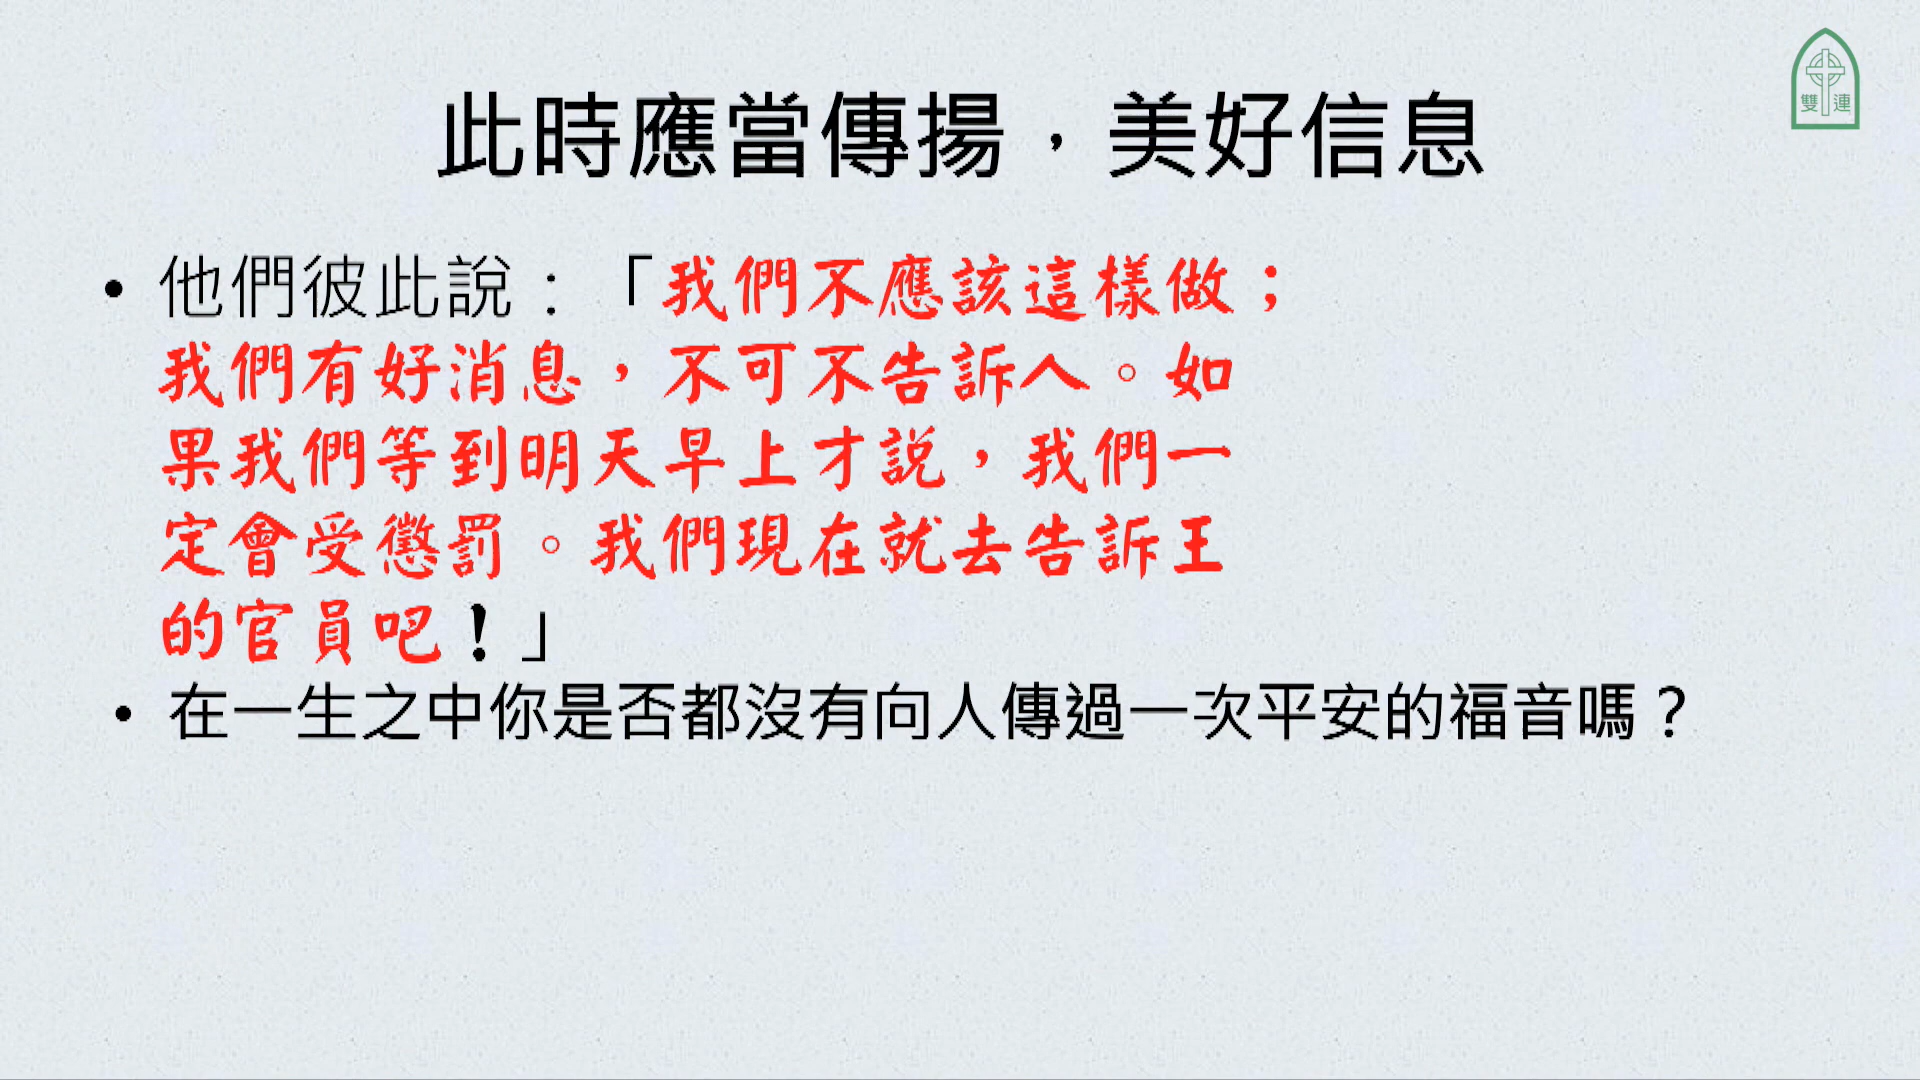 此時應當傳揚，美好信息
雙連
• 他們彼此說：「我們不應該這樣做；
我們有好消息，不可不告訴人。如
果我們等到明天早上才說，我們一
定會受懲罰。我們現在就去告訴王
的官員吧！」
• 在一生之中你是否都沒有向人傳過一次平安的福音嗎？